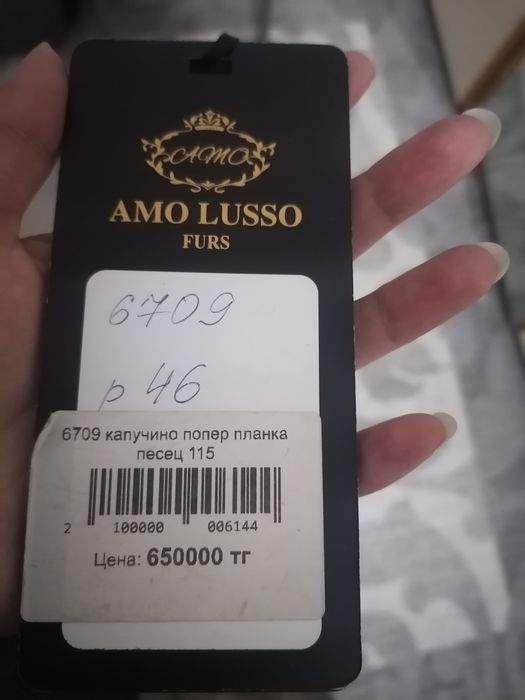 AMO
AMO LUSSO
FURS
6709
р 46
6709 капучино попер планка
песец 115
2 100000 006144
Цена: 650000 тг